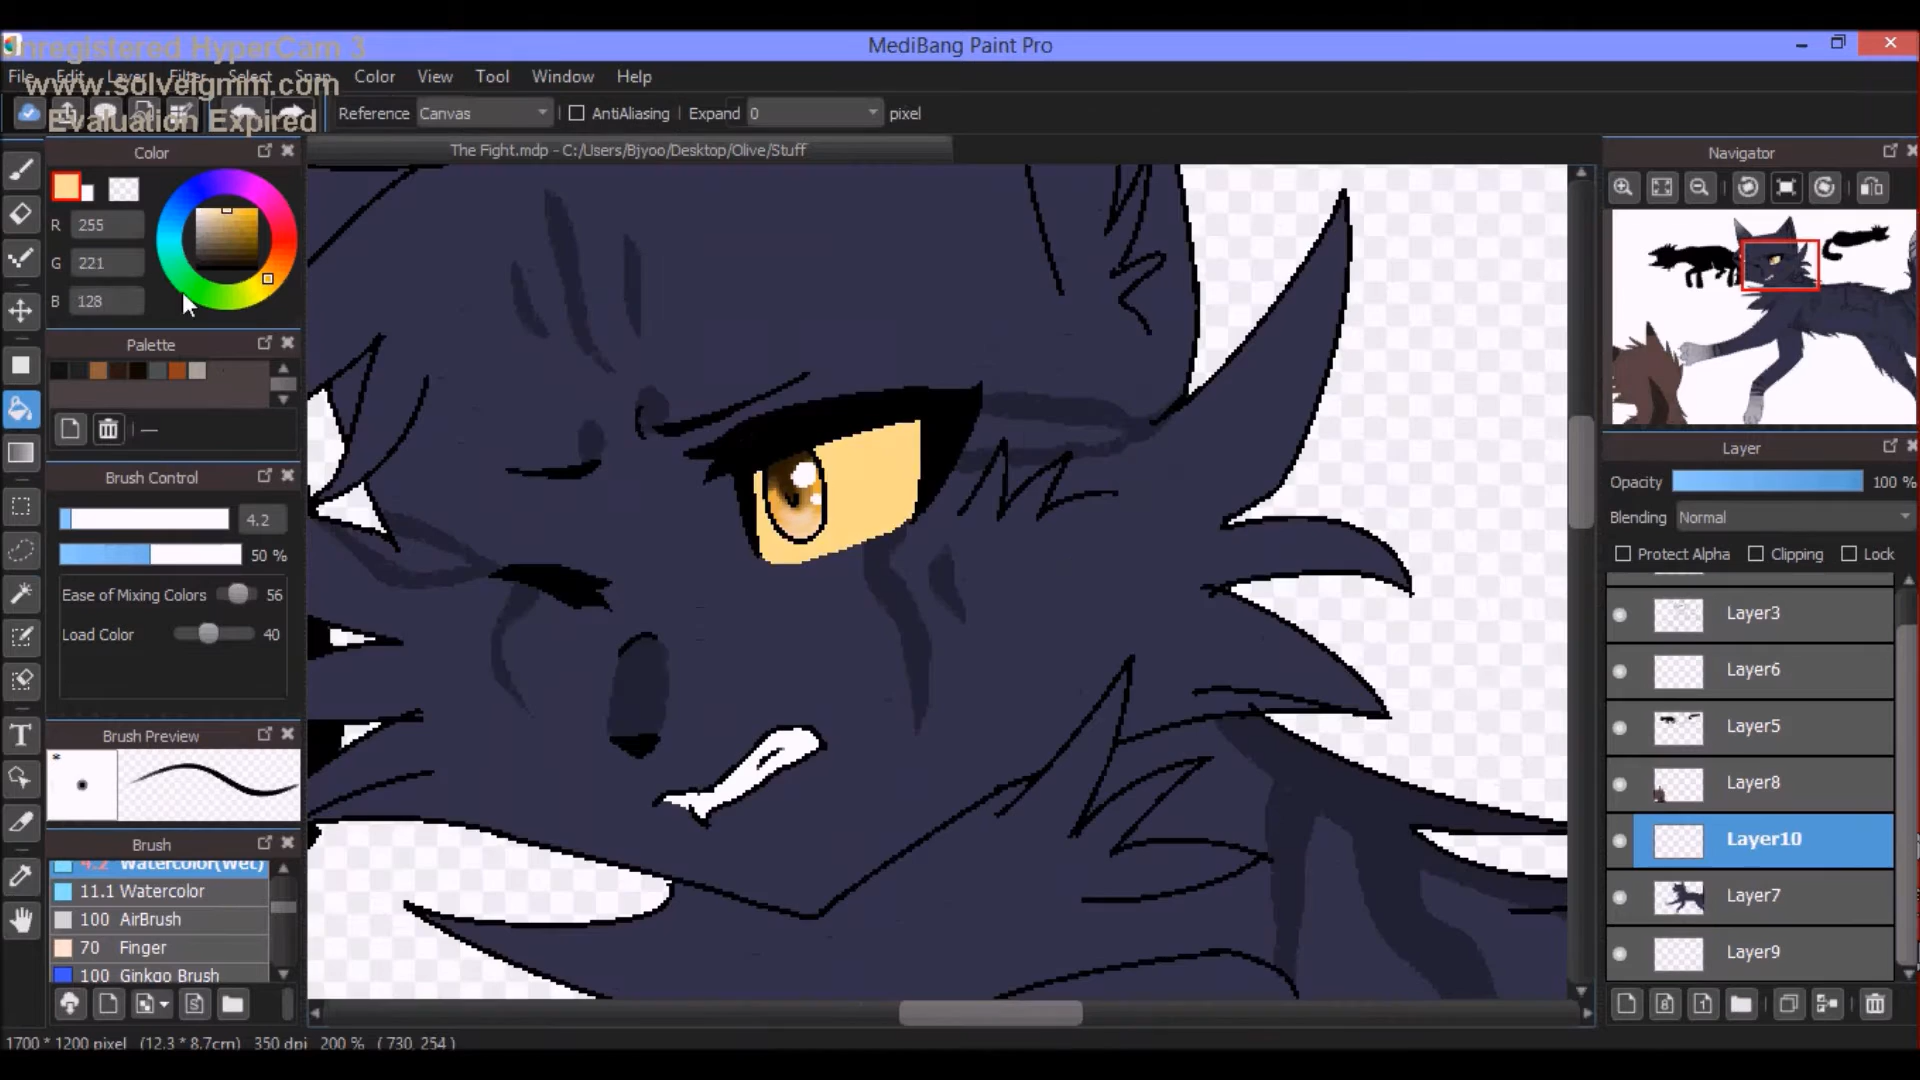 Unregistered HyperCam 3
MediBang Paint Pro
File Edit Layer Filter Select Snap Color View Tool Window Help
www.solveigmm.com
Reference Canvas AntiAliasing Expand 0 pixel
Evaluation Expired
Color
The Fight.mdp - C:/Users/Bjyoo/Desktop/Olive/Stuff
Navigator
R 255
G 221
B 128
Palette
Layer
Brush Control
Opacity 100 %
Blending Normal
4.2
50 %
Protect Alpha Clipping Lock
Ease of Mixing Colors 56
Load Color 40
Layer3
Layer6
Layer5
Brush Preview
Layer8
Brush
Layer10
4.2 Watercolor(Wet)
11.1 Watercolor
Layer7
100 AirBrush
70 Finger
Layer9
100 Ginkgo Brush
1700 * 1200 pixel (12.3 * 8.7cm) 350 dpi 200 % ( 730, 254 )